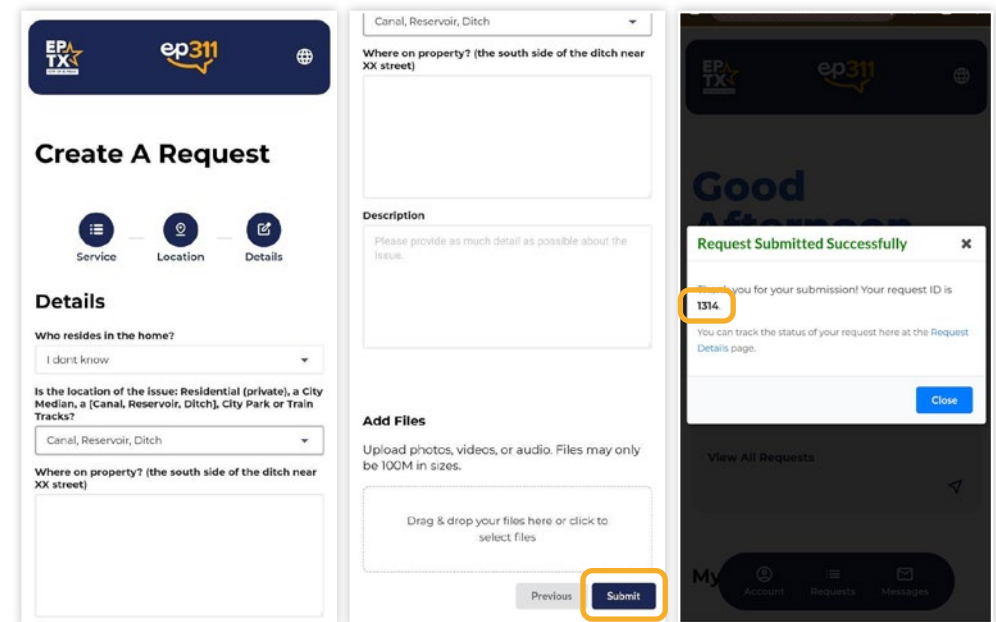 EP
TX
CITY OF EL PASO
ep311
Create A Request
Service
Location
Details
Details
Who resides in the home?
I dont know
Is the location of the issue: Residential (private), a City
Median, a [Canal, Reservoir, Ditch], City Park or Train
Tracks?
Canal, Reservoir, Ditch
Where on property? (the south side of the ditch near
XX street)
Canal, Reservoir, Ditch
Where on property? (the south side of the ditch near
XX street)
Description
Please provide as much detail as possible about the
issue.
Add Files
Upload photos, videos, or audio. Files may only
be 100M in sizes.
Drag & drop your files here or click to
select files
Previous
Submit
EP
TX
ep311
Good
Afternoon
Request Submitted Successfully
Thank you for your submission! Your request ID is
1314.
You can track the status of your request here at the Request
Details page.
Close
View All Requests
My
Account
Requests
Messages